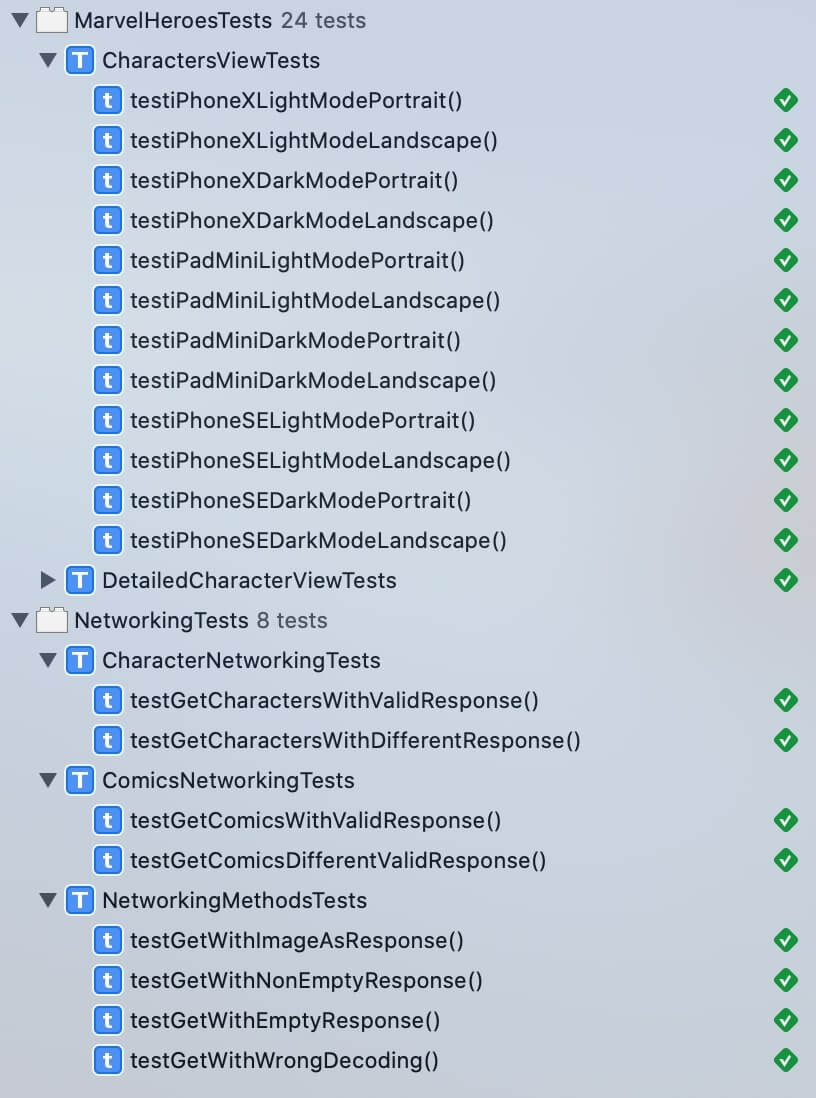 MarvelHeroesTests 24 tests
T CharactersViewTests
t testiPhoneXLightModePortrait()
t testiPhoneXLightModeLandscape()
t testiPhoneXDarkModePortrait()
t testiPhoneXDarkModeLandscape()
t testiPadMiniLightModePortrait()
t testiPadMiniLightModeLandscape()
t testiPadMiniDarkModePortrait()
t testiPadMiniDarkModeLandscape()
t testiPhoneSELightModePortrait()
t testiPhoneSELightModeLandscape()
t testiPhoneSEDarkModePortrait()
t testiPhoneSEDarkModeLandscape()
T DetailedCharacterViewTests
NetworkingTests 8 tests
T CharacterNetworkingTests
t testGetCharactersWithValidResponse()
t testGetCharactersWithDifferentResponse()
T ComicsNetworkingTests
t testGetComicsWithValidResponse()
t testGetComicsDifferentValidResponse()
T NetworkingMethodsTests
t testGetWithImageAsResponse()
t testGetWithNonEmptyResponse()
t testGetWithEmptyResponse()
t testGetWithWrongDecoding()